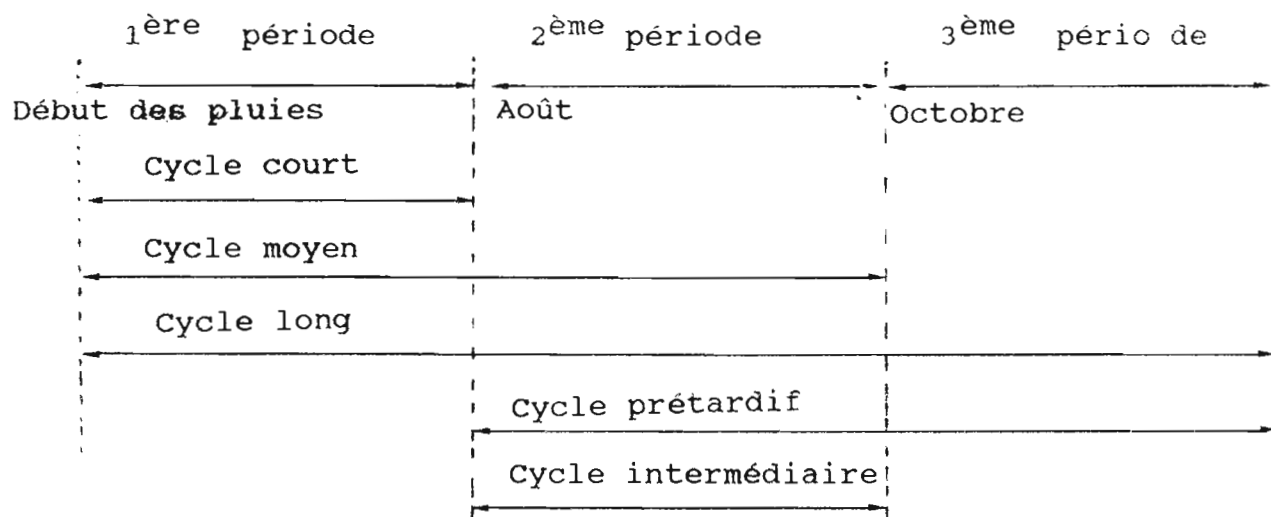 1ère période 2ème période 3ème pério de
Début des pluies Août Octobre
Cycle court
Cycle moyen
Cycle long
Cycle prétardif
Cycle intermédiaire